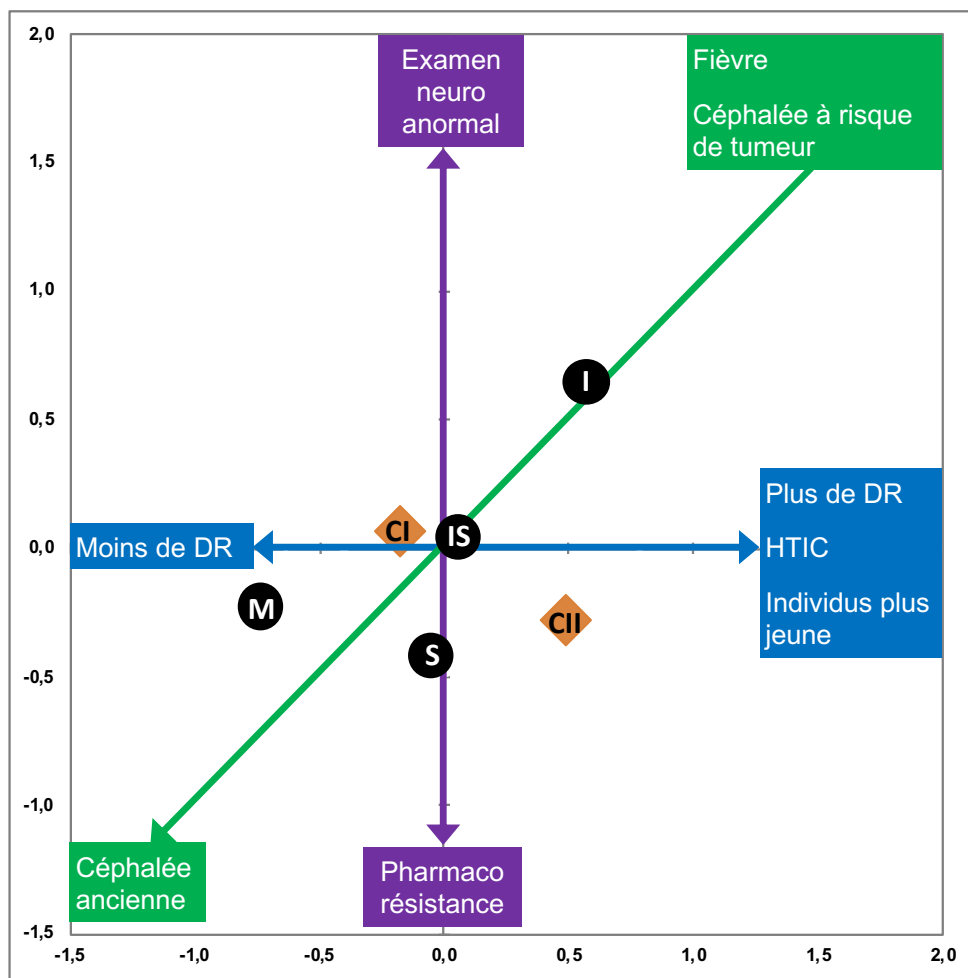 2,0
1,5
1,0
0,5
0,0
-0,5
-1,0
-1,5
Examen
neuro
anormal
Fièvre
Céphalée à risque
de tumeur
I
CI
IS
Moins de DR
M
S
CII
Plus de DR
HTIC
Individus plus
jeune
Céphalée
ancienne
Pharmaco
résistance
-1,5
-1,0
-0,5
0,0
0,5
1,0
1,5
2,0